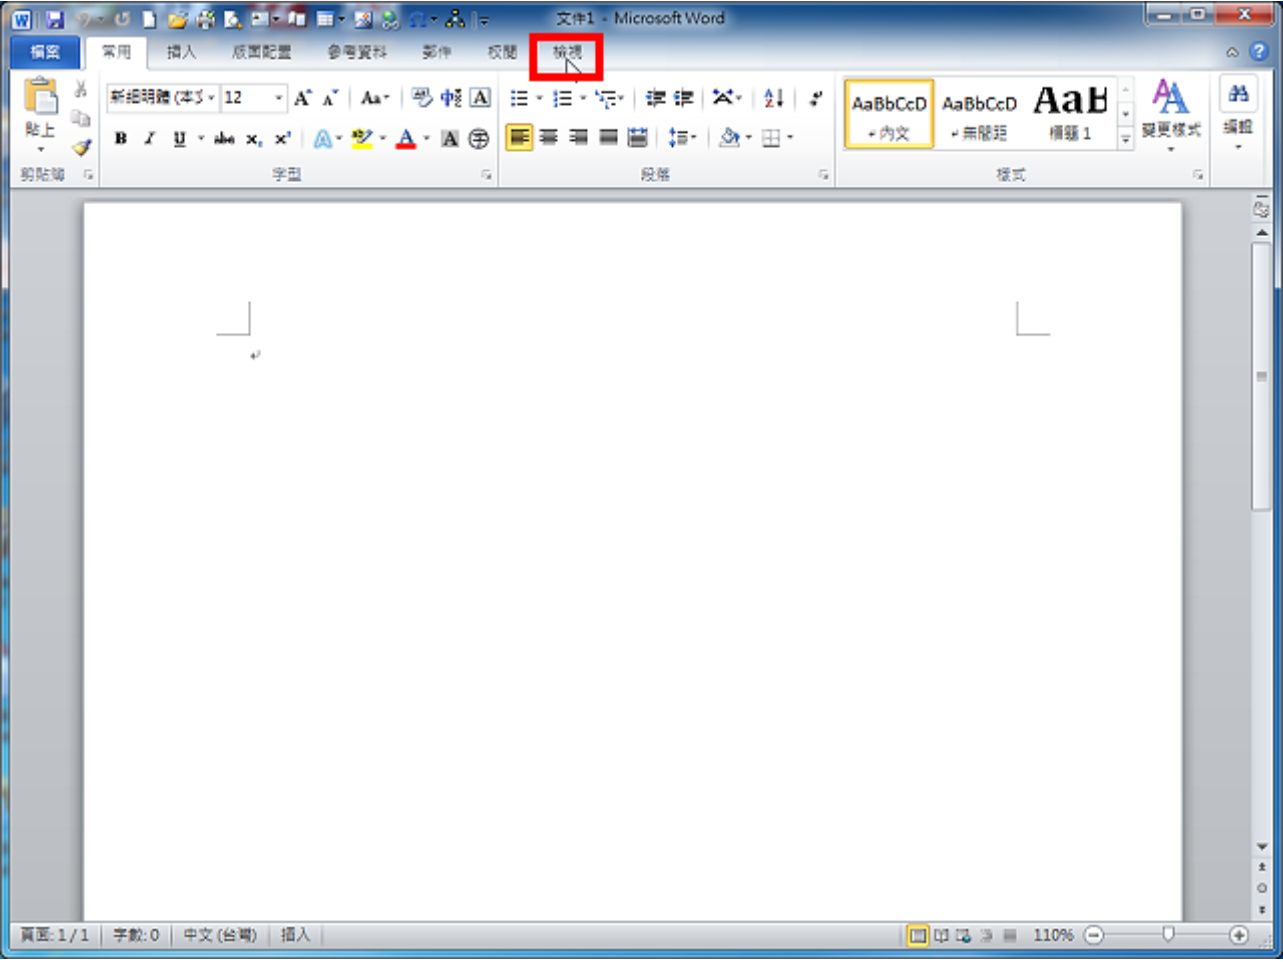 文件1 - Microsoft Word
檔案 常用 插入 版面配置 參考資料 郵件 校閱 檢視
貼上
新細明體 (本文 12
AaBbCcD AaBbCcD AaB
內文 無間距 標題 1
變更樣式
編輯
剪貼簿 字型 段落 樣式
頁面: 1 / 1 字數: 0 中文 (台灣) 插入 110%